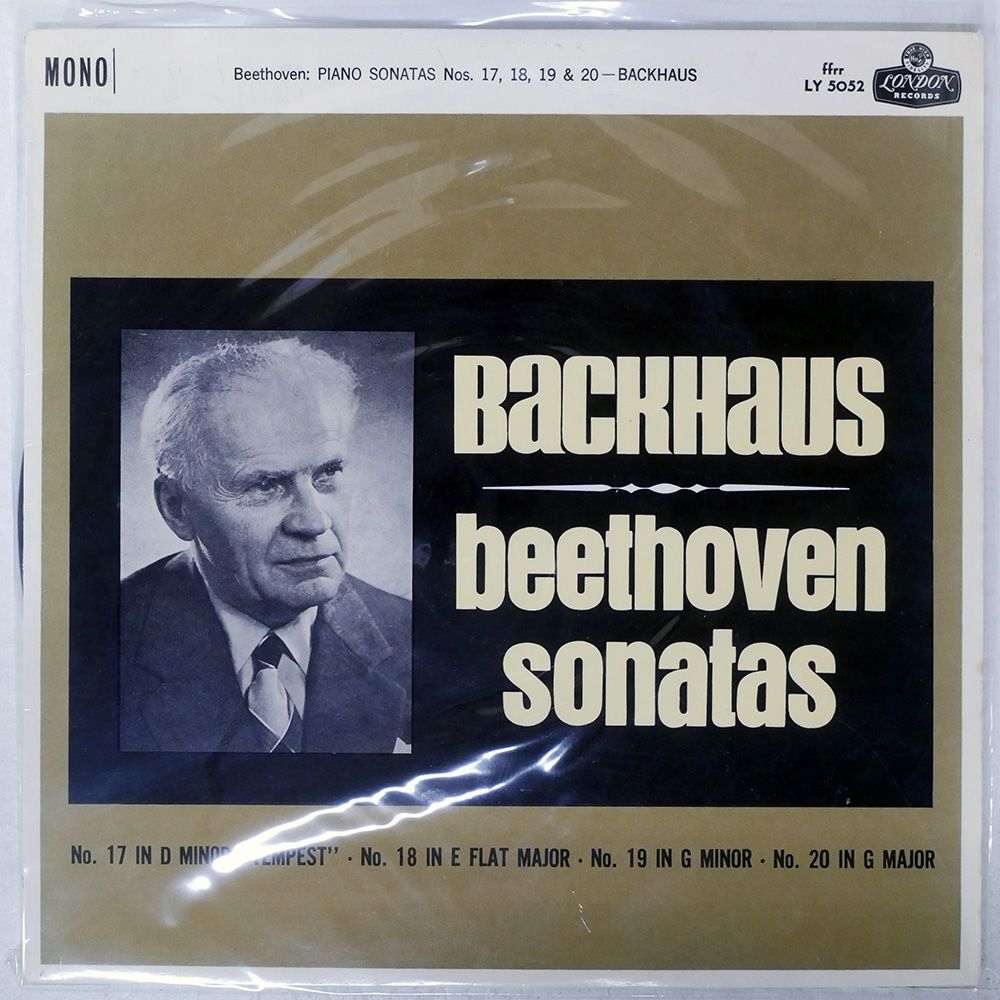 MONO
Beethoven: PIANO SONATAS Nos. 17, 18, 19 & 20—BACKHAUS
ffrr
LY 5052
LONDON
RECORDS
BACKHAUS
beethoven
sonatas
No. 17 IN D MINOR "TEMPEST" · No. 18 IN E FLAT MAJOR · No. 19 IN G MINOR · No. 20 IN G MAJOR